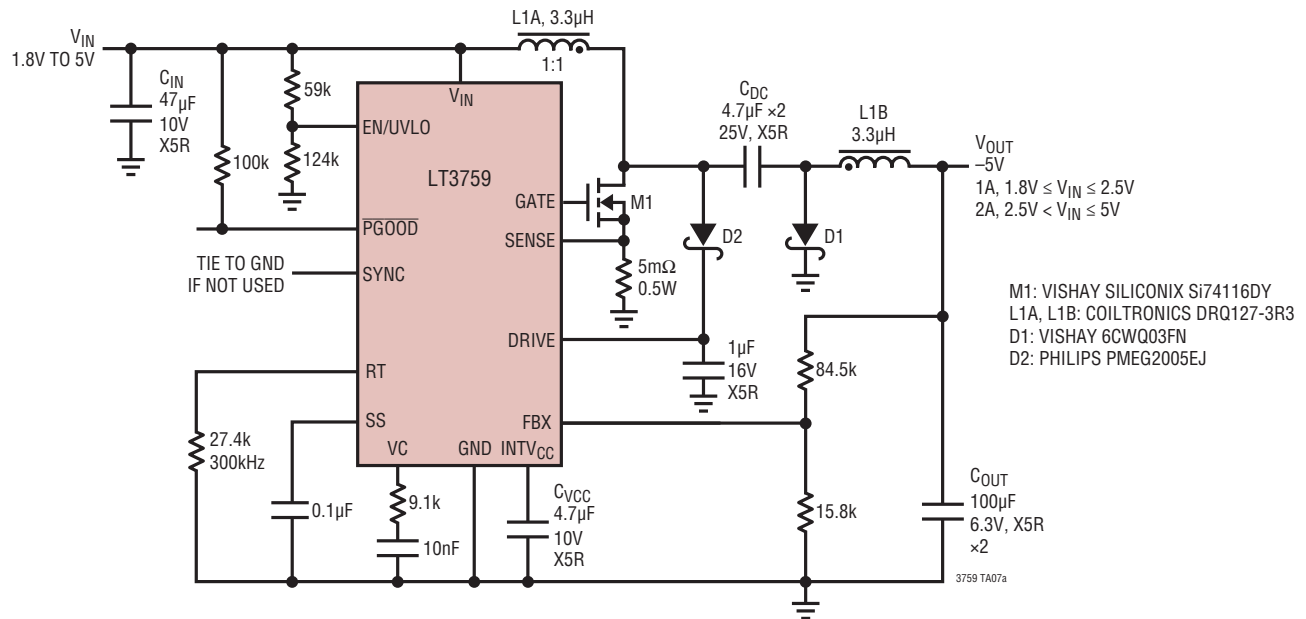 L1A, 3.3µH
1:1
VIN
1.8V TO 5V
CIN
47µF
10V
X5R
59k
124k
100k
VIN
EN/UVLO
LT3759
GATE
SENSE
PGOOD
SYNC
TIE TO GND
IF NOT USED
DRIVE
RT
SS
VC
GND
INTVCC
FBX
M1
5mΩ
0.5W
D2
CDC
4.7µF ×2
25V, X5R
D1
L1B
3.3µH
VOUT
–5V
1A, 1.8V ≤ VIN ≤ 2.5V
2A, 2.5V < VIN ≤ 5V
1µF
16V
X5R
84.5k
15.8k
27.4k
300kHz
0.1µF
9.1k
10nF
CVCC
4.7µF
10V
X5R
COUT
100µF
6.3V, X5R
×2
M1: VISHAY SILICONIX Si74116DY
L1A, L1B: COILTRONICS DRQ127-3R3
D1: VISHAY 6CWQ03FN
D2: PHILIPS PMEG2005EJ
3759 TA07a